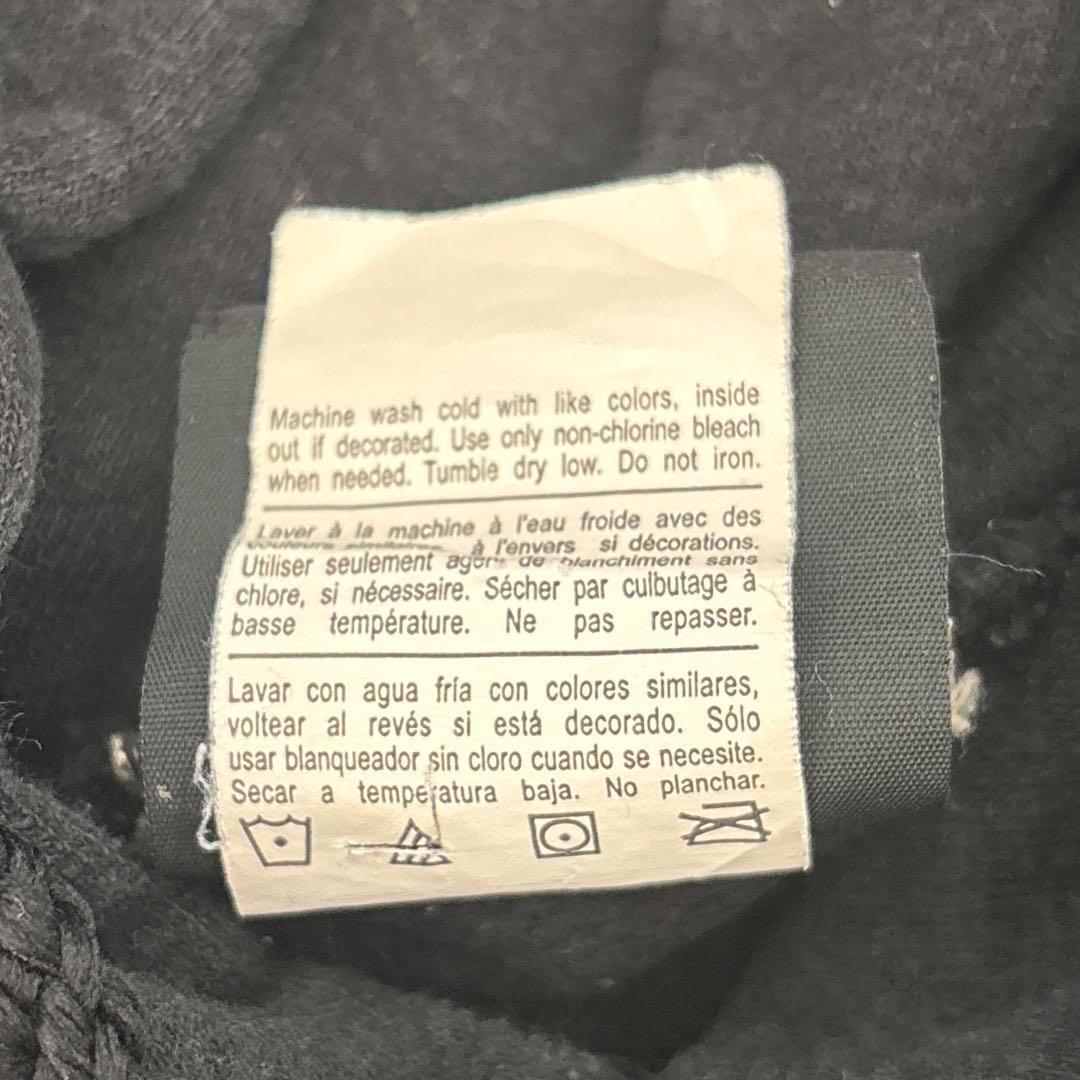 Machine wash cold with like colors, inside
out if decorated. Use only non-chlorine bleach
when needed. Tumble dry low. Do not iron.
Laver à la machine à l'eau froide avec des
à l'envers si décorations.
Utiliser seulement agent de blanchiment sans
chlore, si nécessaire. Sécher par culbutage à
basse température. Ne pas repasser.
Lavar con agua fría con colores similares,
voltear al revés si está decorado. Sólo
usar blanqueador sin cloro cuando se necesite.
Secar a temperatura baja. No planchar.